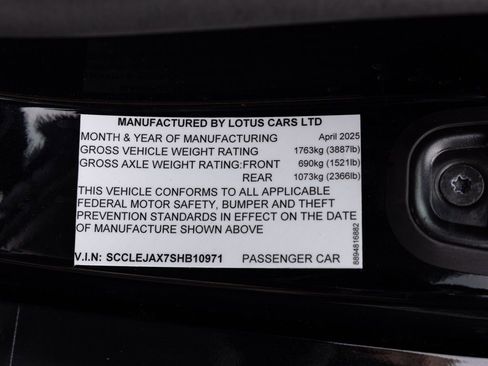 MANUFACTURED BY LOTUS CARS LTD
MONTH & YEAR OF MANUFACTURING April 2025
GROSS VEHICLE WEIGHT RATING 1763kg (3887lb)
GROSS AXLE WEIGHT RATING: FRONT 690kg (1521lb)
REAR 1073kg (2366lb)
THIS VEHICLE CONFORMS TO ALL APPLICABLE
FEDERAL MOTOR SAFETY, BUMPER AND THEFT
PREVENTION STANDARDS IN EFFECT ON THE DATE
OF MANUFACTURE SHOWN ABOVE
V.I.N: SCCLEJAX7SHB10971 PASSENGER CAR
8894816882